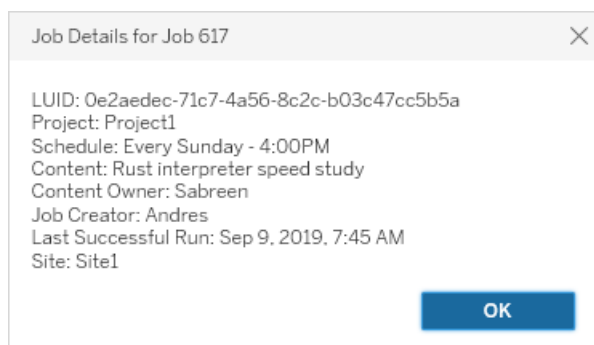 Job Details for Job 617
LUID: 0e2aedec-71c7-4a56-8c2c-b03c47cc5b5a
Project: Project1
Schedule: Every Sunday - 4:00PM
Content: Rust interpreter speed study
Content Owner: Sabreen
Job Creator: Andres
Last Successful Run: Sep 9, 2019, 7:45 AM
Site: Site1
OK